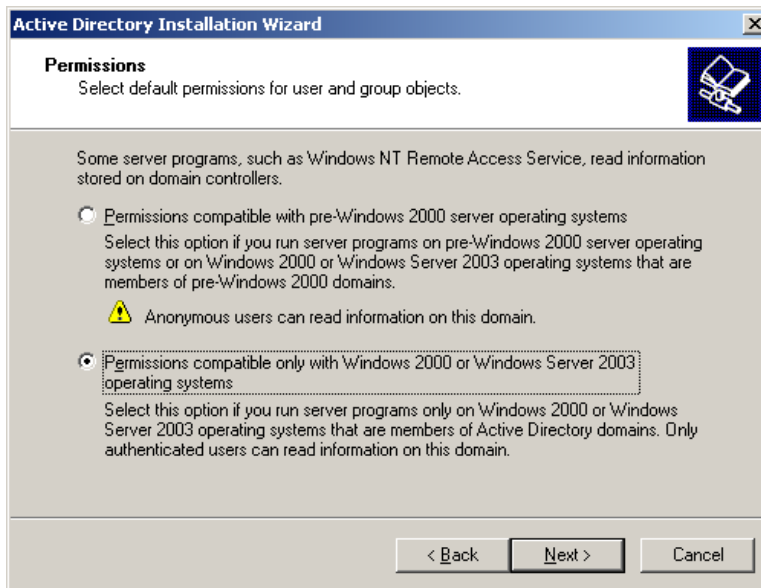 Active Directory Installation Wizard
Permissions
Select default permissions for user and group objects.
Some server programs, such as Windows NT Remote Access Service, read information
stored on domain controllers.
Permissions compatible with pre-Windows 2000 server operating systems
Select this option if you run server programs on pre-Windows 2000 server operating
systems or on Windows 2000 or Windows Server 2003 operating systems that are
members of pre-Windows 2000 domains.
Anonymous users can read information on this domain.
Permissions compatible only with Windows 2000 or Windows Server 2003
operating systems
Select this option if you run server programs only on Windows 2000 or Windows
Server 2003 operating systems that are members of Active Directory domains. Only
authenticated users can read information on this domain.
< Back Next > Cancel